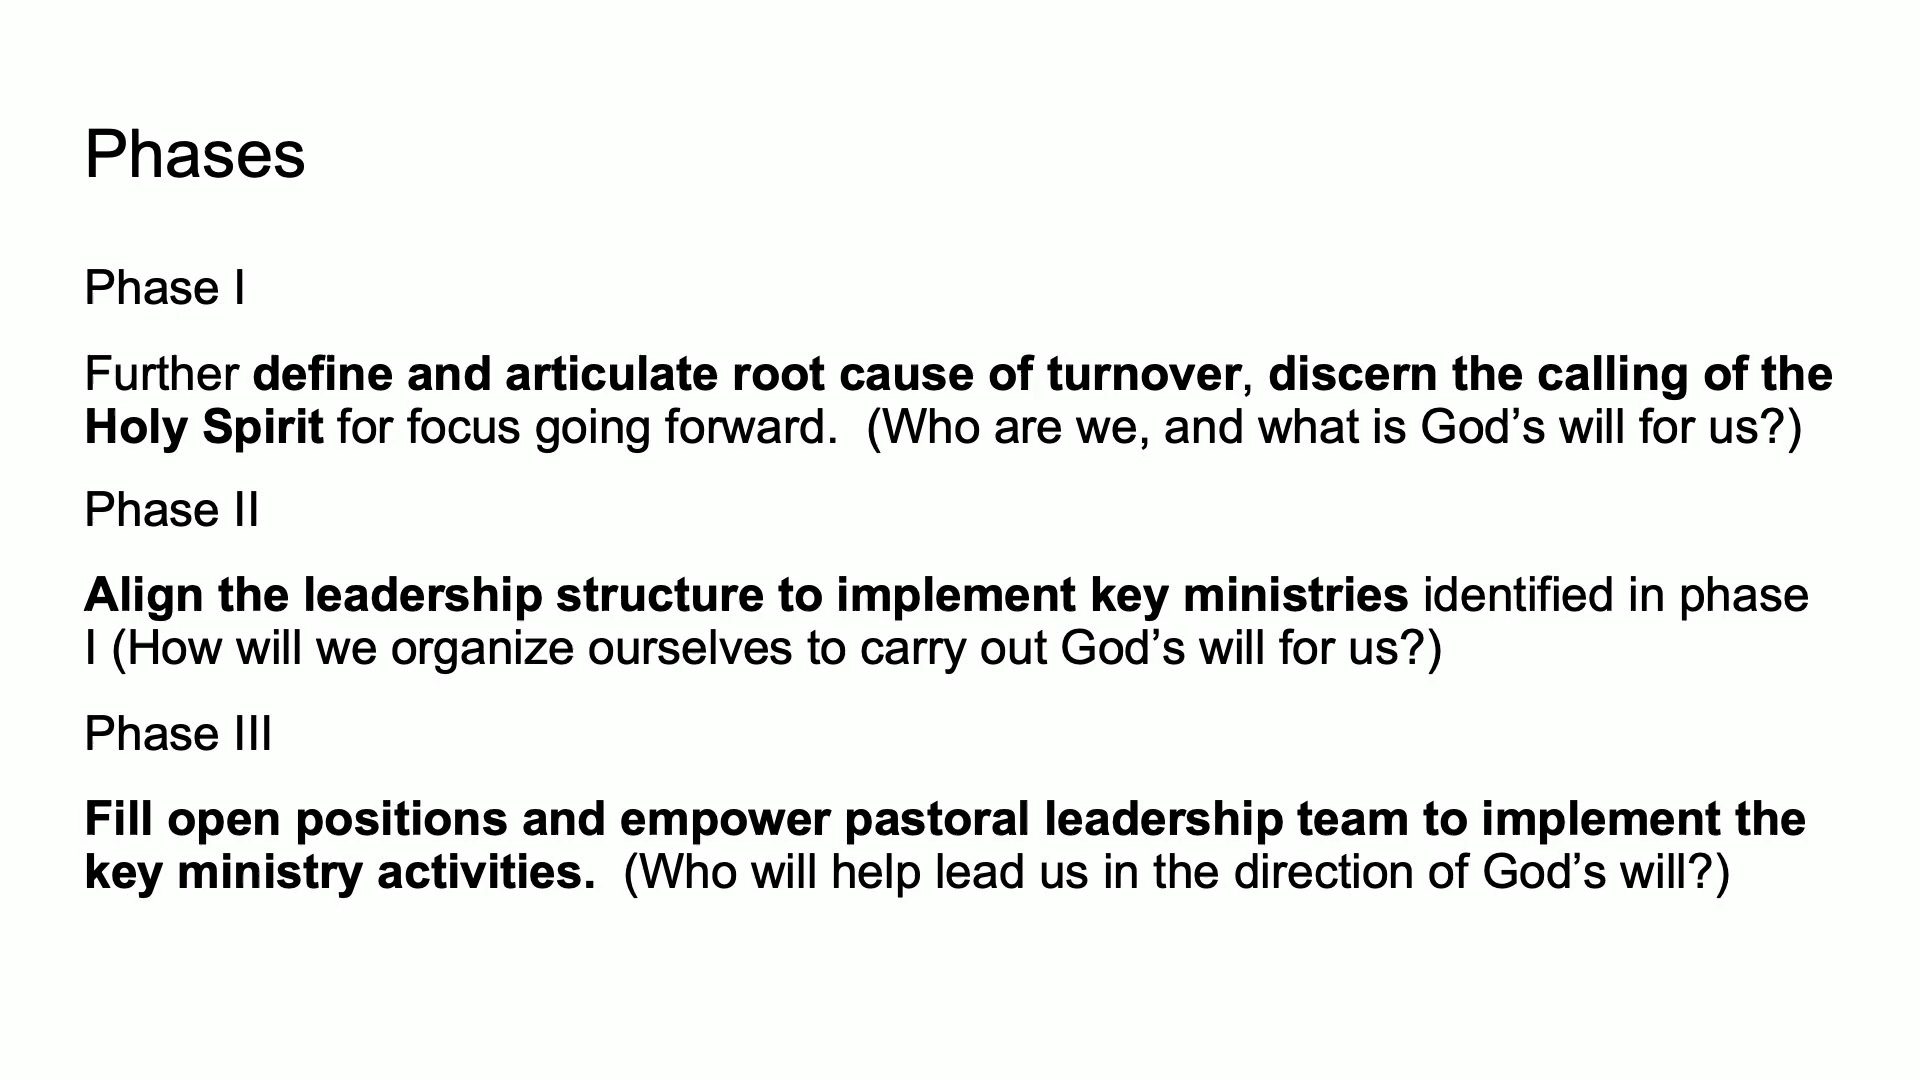 Phases
Phase I
Further define and articulate root cause of turnover, discern the calling of the
Holy Spirit for focus going forward.  (Who are we, and what is God’s will for us?)
Phase II
Align the leadership structure to implement key ministries identified in phase
I (How will we organize ourselves to carry out God’s will for us?)
Phase III
Fill open positions and empower pastoral leadership team to implement the
key ministry activities.  (Who will help lead us in the direction of God’s will?)